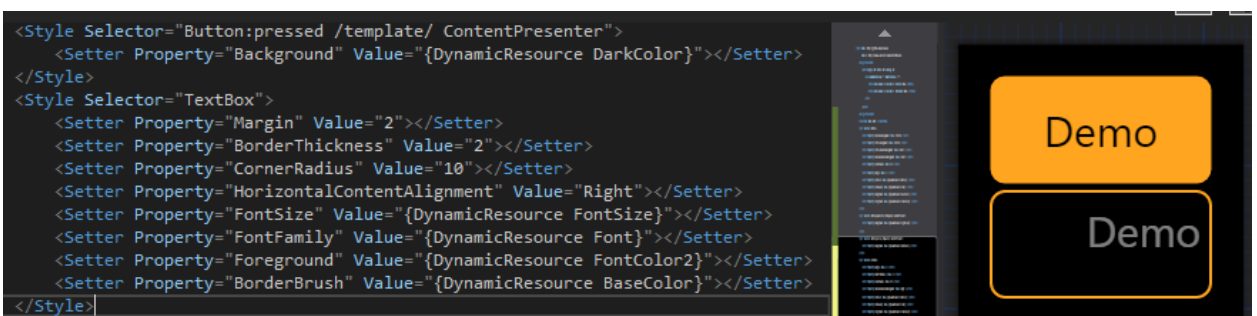 <Style Selector="Button:pressed /template/ ContentPresenter">
    <Setter Property="Background" Value="{DynamicResource DarkColor}"></Setter>
</Style>
<Style Selector="TextBox">
    <Setter Property="Margin" Value="2"></Setter>
    <Setter Property="BorderThickness" Value="2"></Setter>
    <Setter Property="CornerRadius" Value="10"></Setter>
    <Setter Property="HorizontalContentAlignment" Value="Right"></Setter>
    <Setter Property="FontSize" Value="{DynamicResource FontSize}"></Setter>
    <Setter Property="FontFamily" Value="{DynamicResource Font}"></Setter>
    <Setter Property="Foreground" Value="{DynamicResource FontColor2}"></Setter>
    <Setter Property="BorderBrush" Value="{DynamicResource BaseColor}"></Setter>
</Style>
Demo
Demo